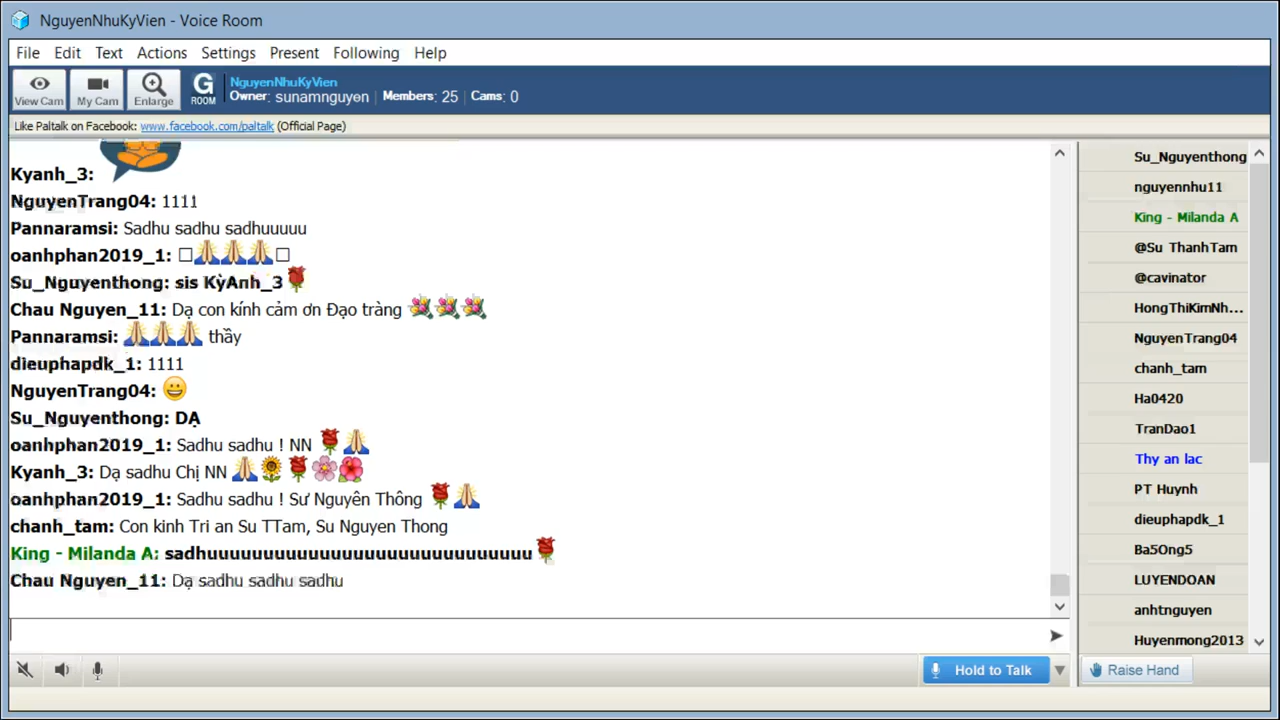 NguyenNhuKyVien - Voice Room
File Edit Text Actions Settings Present Following Help
View Cam My Cam Enlarge G ROOM
NguyenNhuKyVien
Owner: sunamnguyen | Members: 25 | Cams: 0
Like Paltalk on Facebook: www.facebook.com/paltalk (Official Page)
Kyanh_3:
NguyenTrang04: 1111
Pannaramsi: Sadhu sadhu sadhuuuuu
oanhphan2019_1: □🙏🙏🙏□
Su_Nguyenthong: sis KỳAnh_3🌹
Chau Nguyen_11: Dạ con kính cảm ơn Đạo tràng 💐💐💐
Pannaramsi: 🙏🙏🙏 thầy
dieuphapdk_1: 1111
NguyenTrang04: 😀
Su_Nguyenthong: DẠ
oanhphan2019_1: Sadhu sadhu ! NN 🌹🙏
Kyanh_3: Dạ sadhu Chị NN 🙏🌻🌹🌸🌺
oanhphan2019_1: Sadhu sadhu ! Sư Nguyên Thông 🌹🙏
chanh_tam: Con kinh Tri an Su TTam, Su Nguyen Thong
King - Milanda A: sadhuuuuuuuuuuuuuuuuuuuuuuuuuuuuu🌹
Chau Nguyen_11: Dạ sadhu sadhu sadhu
Su_Nguyenthong
nguyennhu11
King - Milanda A
@Su ThanhTam
@cavinator
HongThiKimNh...
NguyenTrang04
chanh_tam
Ha0420
TranDao1
Thy an lac
PT Huynh
dieuphapdk_1
Ba5Ong5
LUYENDOAN
anhtnguyen
Huyenmong2013
Hold to Talk
Raise Hand